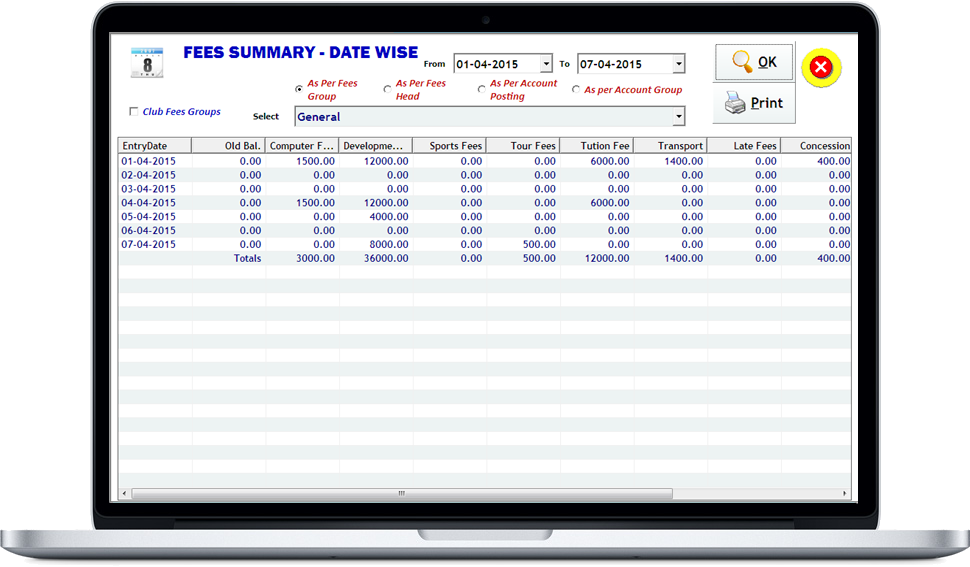 FEES SUMMARY - DATE WISE
From 01-04-2015 To 07-04-2015
OK
8
As Per Fees Group
As Per Fees Head
As Per Account Posting
As per Account Group
Print
Club Fees Groups
Select General
EntryDate Old Bal. Computer F... Developme... Sports Fees Tour Fees Tution Fee Transport Late Fees Concession
01-04-2015 0.00 1500.00 12000.00 0.00 0.00 6000.00 1400.00 0.00 400.00
02-04-2015 0.00 0.00 0.00 0.00 0.00 0.00 0.00 0.00 0.00
03-04-2015 0.00 0.00 0.00 0.00 0.00 0.00 0.00 0.00 0.00
04-04-2015 0.00 1500.00 12000.00 0.00 0.00 6000.00 0.00 0.00 0.00
05-04-2015 0.00 0.00 4000.00 0.00 0.00 0.00 0.00 0.00 0.00
06-04-2015 0.00 0.00 0.00 0.00 0.00 0.00 0.00 0.00 0.00
07-04-2015 0.00 0.00 8000.00 0.00 500.00 0.00 0.00 0.00 0.00
Totals 3000.00 36000.00 0.00 500.00 12000.00 1400.00 0.00 400.00